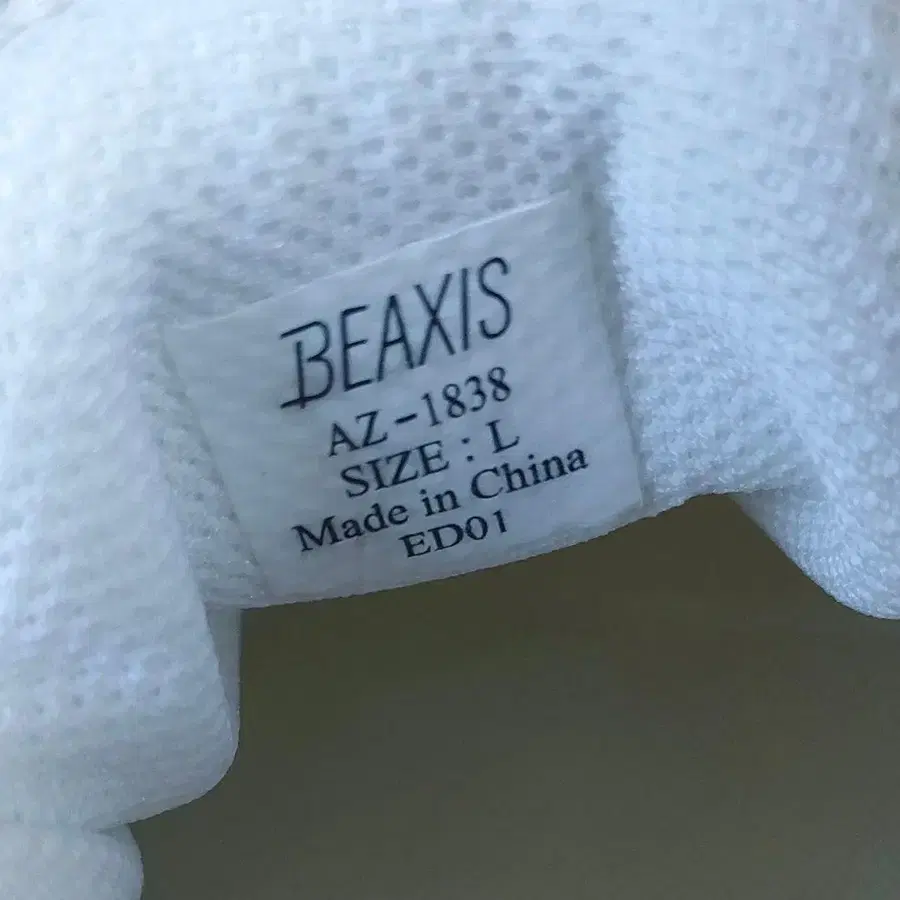 BEAXIS
AZ-1838
SIZE : L
Made in China
ED01